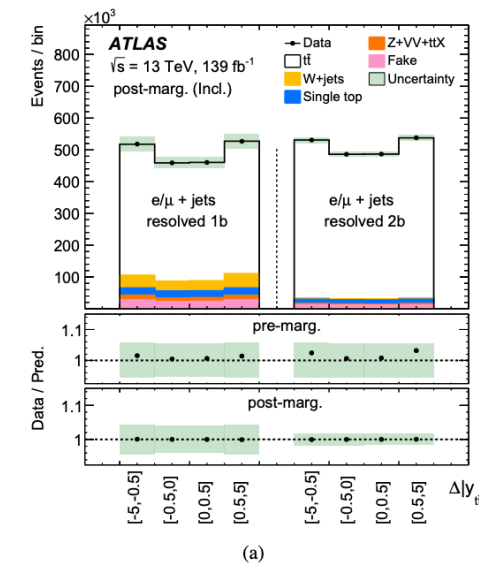 ×10³
Events / bin
800
700
600
500
400
300
200
100
ATLAS
√s = 13 TeV, 139 fb⁻¹
post-marg. (Incl.)
Data
tt̄
W+jets
Single top
Z+VV+ttX
Fake
Uncertainty
e/μ + jets
resolved 1b
e/μ + jets
resolved 2b
Data / Pred.
1.1
1
pre-marg.
1.1
1
post-marg.
[-5,-0.5]
[-0.5,0]
[0,0.5]
[0.5,5]
[-5,-0.5]
[-0.5,0]
[0,0.5]
[0.5,5]
Δ|y
(a)